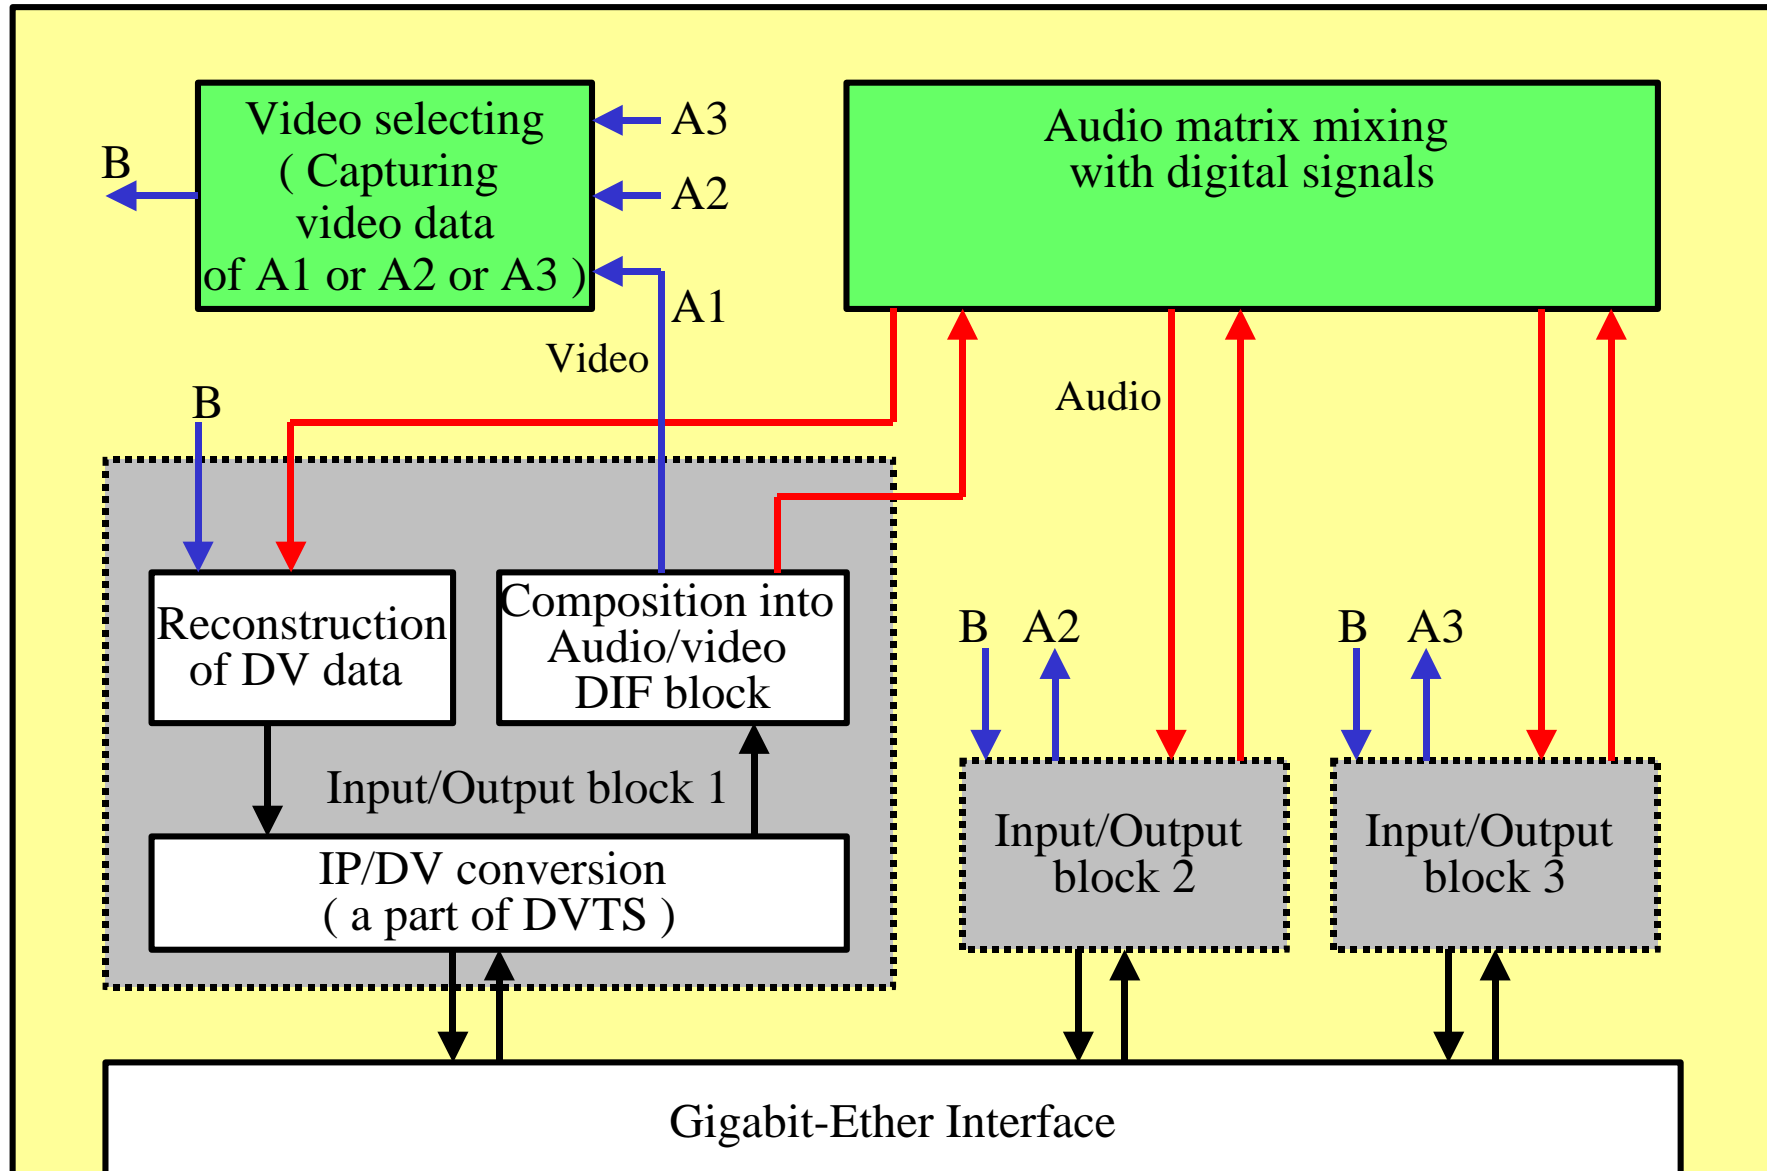 Video selecting
( Capturing
video data
of A1 or A2 or A3 )
B
A3
A2
A1
Video
Audio matrix mixing
with digital signals
Audio
B
Reconstruction
of DV data
Composition into
Audio/video
DIF block
Input/Output block 1
IP/DV conversion
( a part of DVTS )
B
A2
Input/Output
block 2
B
A3
Input/Output
block 3
Gigabit-Ether Interface